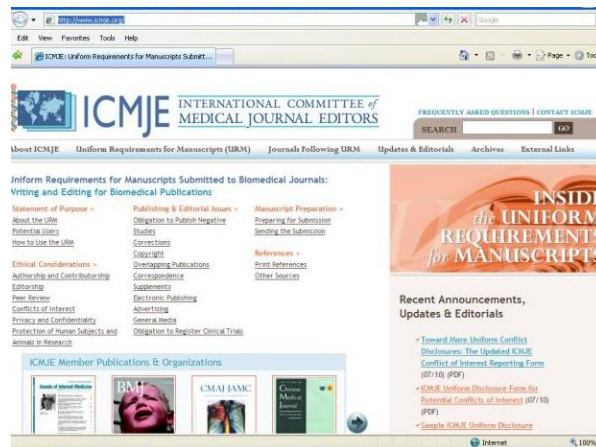 http://www.icmje.org/
Google
Edit View Favorites Tools Help
ICMJE: Uniform Requirements for Manuscripts Submitt...
Page
ICMJE INTERNATIONAL COMMITTEE of
MEDICAL JOURNAL EDITORS
FREQUENTLY ASKED QUESTIONS | CONTACT ICMJE
SEARCH GO
About ICMJE Uniform Requirements for Manuscripts (URM) Journals Following URM Updates & Editorials Archives External Links
Uniform Requirements for Manuscripts Submitted to Biomedical Journals:
Writing and Editing for Biomedical Publications
Statement of Purpose »
About the URM
Potential Users
How to Use the URM
Ethical Considerations »
Authorship and Contributorship
Editorship
Peer Review
Conflicts of Interest
Privacy and Confidentiality
Protection of Human Subjects and
Animals in Research
Publishing & Editorial Issues »
Obligation to Publish Negative
Studies
Corrections
Copyright
Overlapping Publications
Correspondence
Supplements
Electronic Publishing
Advertising
General Media
Obligation to Register Clinical Trials
Manuscript Preparation »
Preparing for Submission
Sending the Submission
References »
Print References
Other Sources
INSIDE
the UNIFORM
REQUIREMENTS
for MANUSCRIPTS
Recent Announcements,
Updates & Editorials
Toward More Uniform Conflict
Disclosures: The Updated ICMJE
Conflict of Interest Reporting Form
(07/10) (PDF)
ICMJE Uniform Disclosure Form for
Potential Conflicts of Interest (07/10)
(PDF)
Sample ICMJE Uniform Disclosure
ICMJE Member Publications & Organizations
Annals of Internal Medicine
BMJ
CMAJ JAMC
Chinese
Medical
Journal
Internet 100%